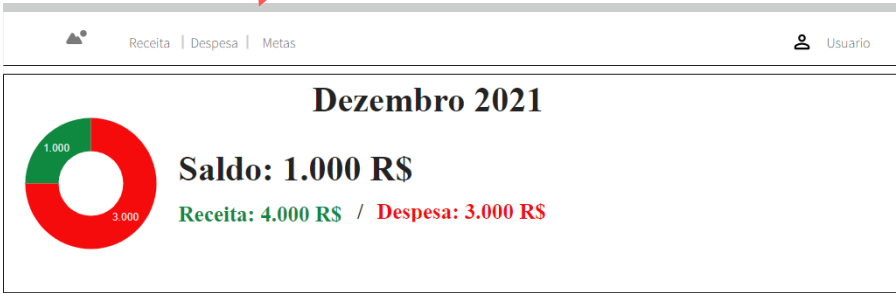 Receita | Despesa | Metas Usuario
Dezembro 2021
1.000
Saldo: 1.000 R$
3.000
Receita: 4.000 R$ / Despesa: 3.000 R$